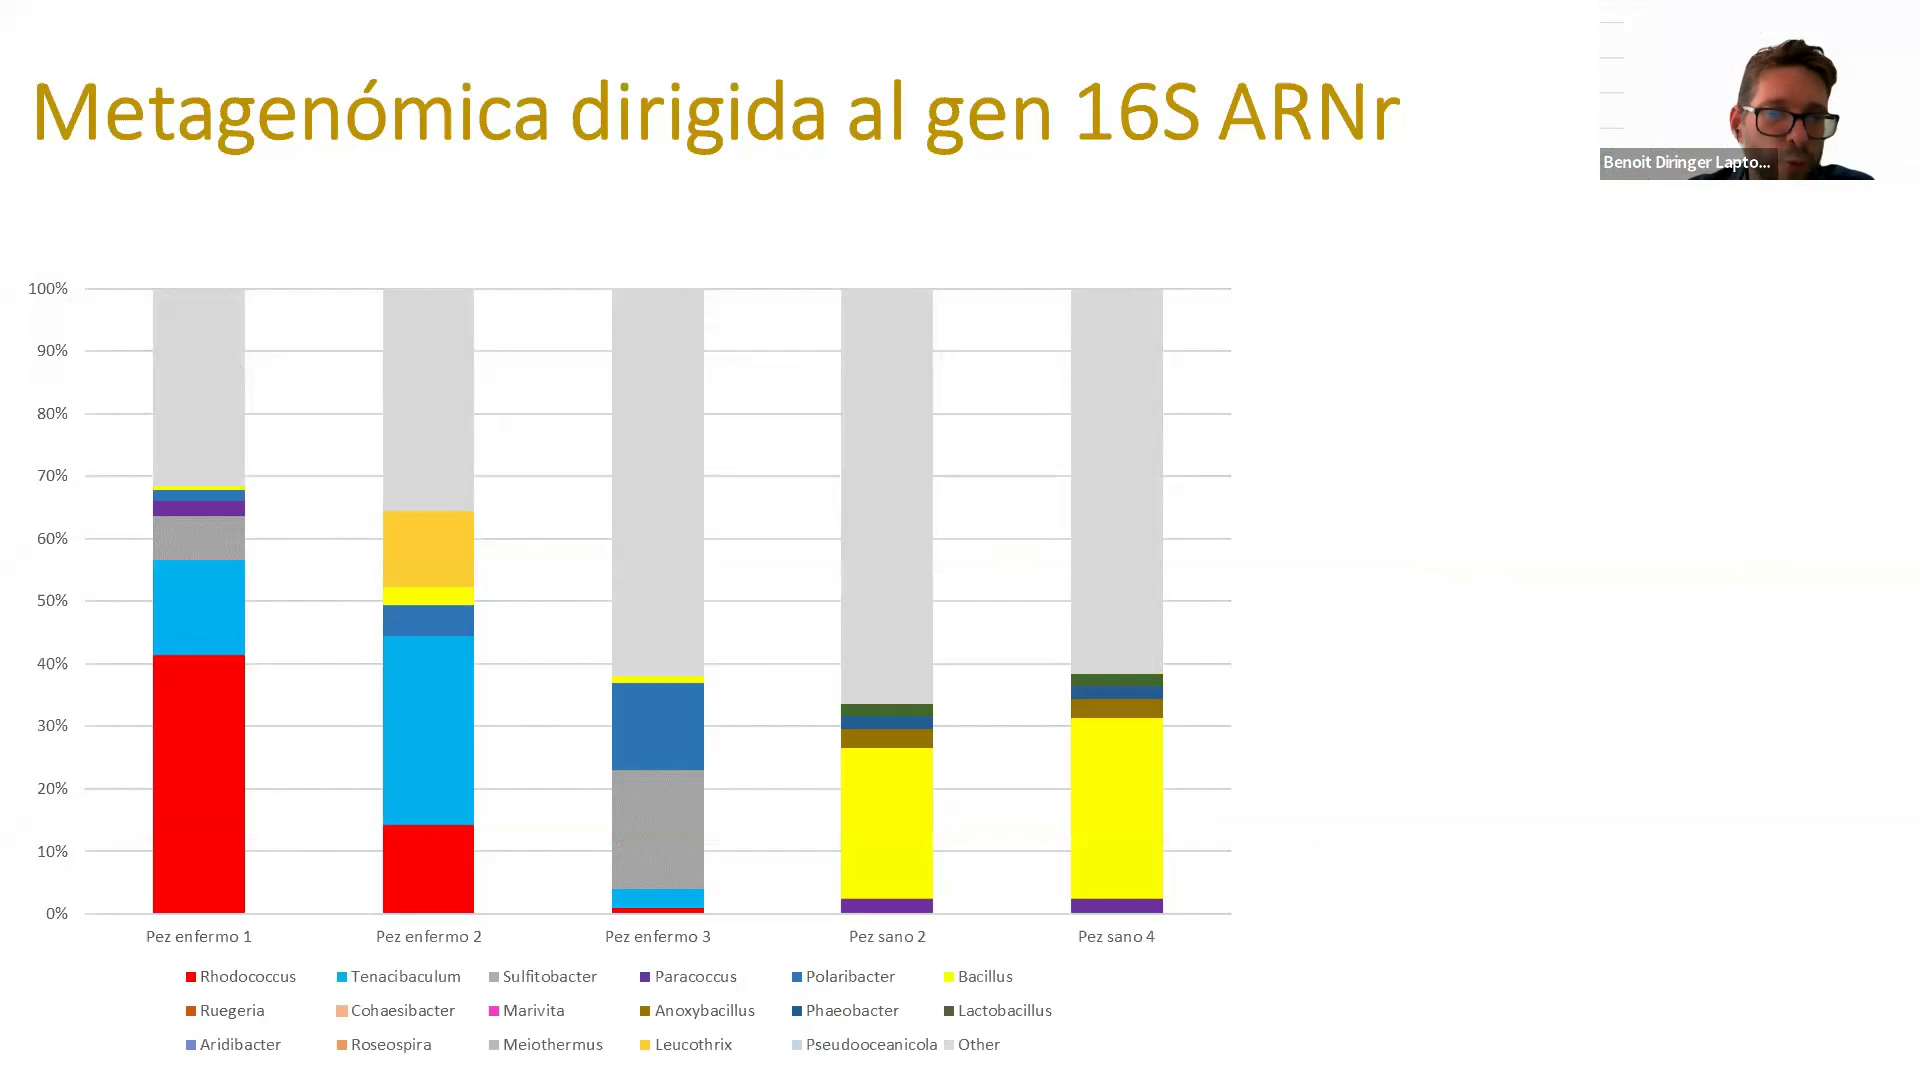 Metagenómica dirigida al gen 16S ARNr
Benoit Diringer Lapto...
100%
90%
80%
70%
60%
50%
40%
30%
20%
10%
0%
Pez enfermo 1 Pez enfermo 2 Pez enfermo 3 Pez sano 2 Pez sano 4
Rhodococcus Tenacibaculum Sulfitobacter Paracoccus Polaribacter Bacillus
Ruegeria Cohaesibacter Marivita Anoxybacillus Phaeobacter Lactobacillus
Aridibacter Roseospira Meiothermus Leucothrix Pseudooceanicola Other